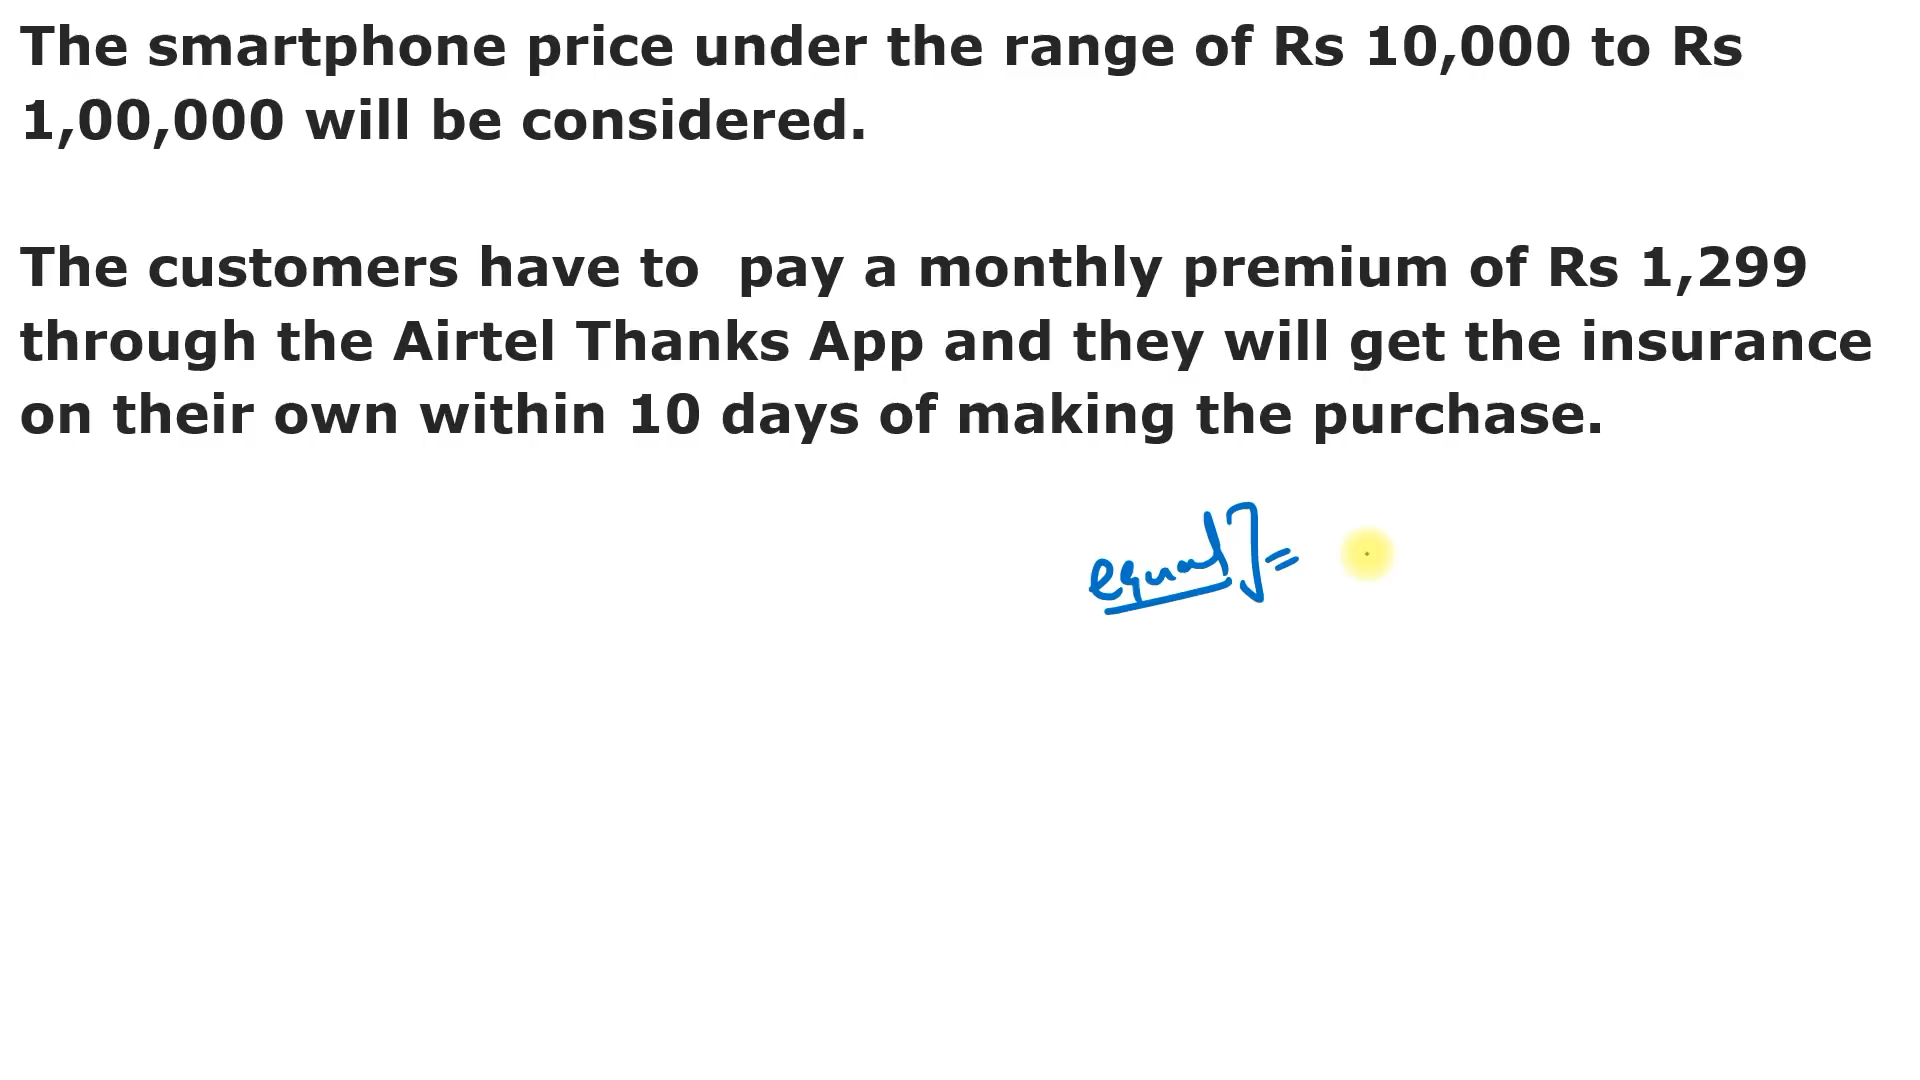 The smartphone price under the range of Rs 10,000 to Rs
1,00,000 will be considered.
The customers have to  pay a monthly premium of Rs 1,299
through the Airtel Thanks App and they will get the insurance
on their own within 10 days of making the purchase.
equal] =